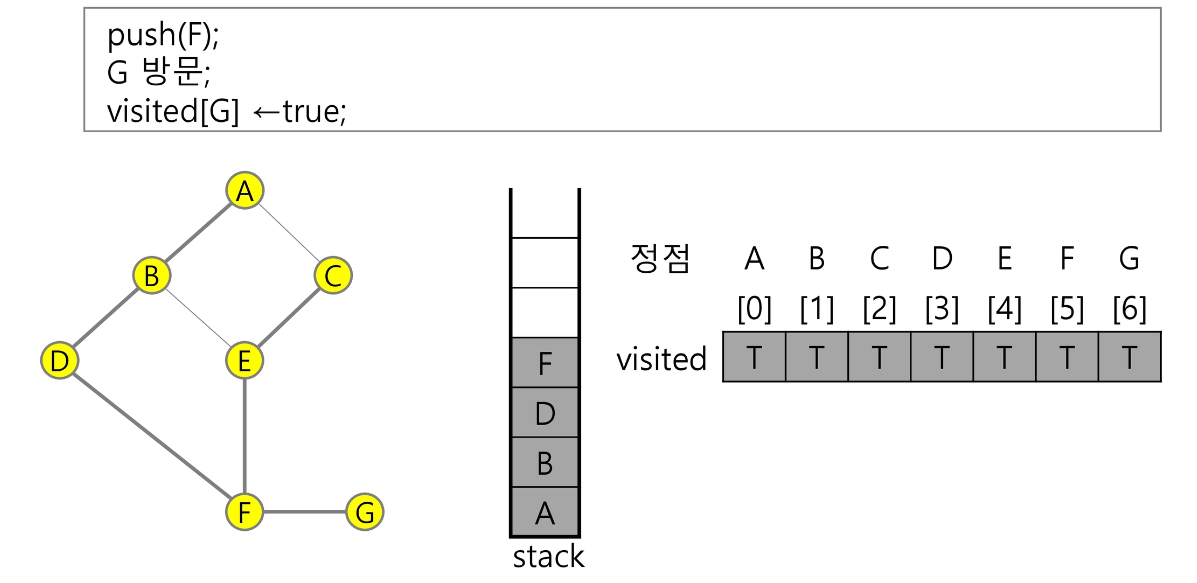 push(F);
G 방문;
visited[G] ←true;
A
B
C
D
E
F
G
F
D
B
A
stack
정점 A B C D E F G
[0] [1] [2] [3] [4] [5] [6]
visited T T T T T T T